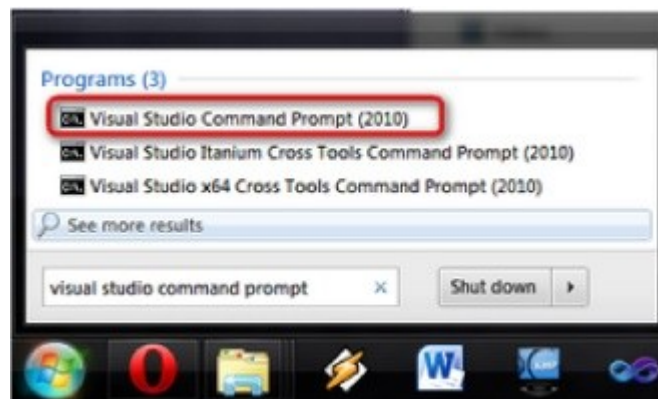 Programs (3)
Visual Studio Command Prompt (2010)
Visual Studio Itanium Cross Tools Command Prompt (2010)
Visual Studio x64 Cross Tools Command Prompt (2010)
See more results
visual studio command prompt
Shut down